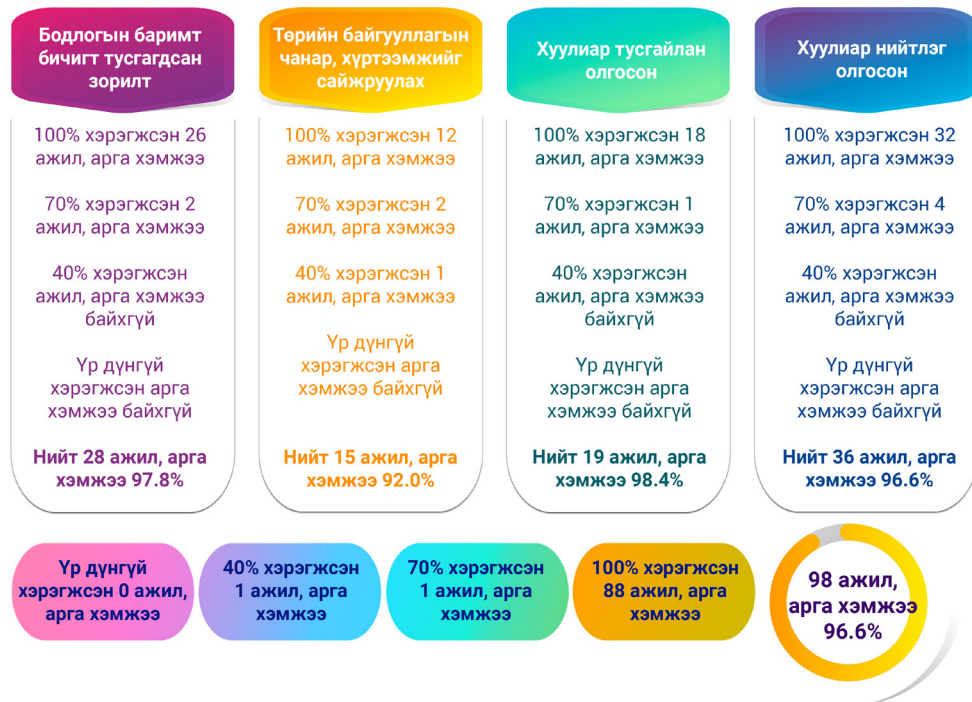 Бодлогын баримт
бичигт тусгагдсан
зорилт
100% хэрэгжсэн 26
ажил, арга хэмжээ
70% хэрэгжсэн 2
ажил, арга хэмжээ
40% хэрэгжсэн
ажил, арга хэмжээ
байхгүй
Үр дүнгүй
хэрэгжсэн арга
хэмжээ байхгүй
Нийт 28 ажил, арга
хэмжээ 97.8%
Төрийн байгууллагын
чанар, хүртээмжийг
сайжруулах
100% хэрэгжсэн 12
ажил, арга хэмжээ
70% хэрэгжсэн 2
ажил, арга хэмжээ
40% хэрэгжсэн 1
ажил, арга хэмжээ
Үр дүнгүй
хэрэгжсэн арга
хэмжээ байхгүй
Нийт 15 ажил, арга
хэмжээ 92.0%
Хуулиар тусгайлан
олгосон
100% хэрэгжсэн 18
ажил, арга хэмжээ
70% хэрэгжсэн 1
ажил, арга хэмжээ
40% хэрэгжсэн
ажил, арга хэмжээ
байхгүй
Үр дүнгүй
хэрэгжсэн арга
хэмжээ байхгүй
Нийт 19 ажил, арга
хэмжээ 98.4%
Хуулиар нийтлэг
олгосон
100% хэрэгжсэн 32
ажил, арга хэмжээ
70% хэрэгжсэн 4
ажил, арга хэмжээ
40% хэрэгжсэн
ажил, арга хэмжээ
байхгүй
Үр дүнгүй
хэрэгжсэн арга
хэмжээ байхгүй
Нийт 36 ажил, арга
хэмжээ 96.6%
Үр дүнгүй
хэрэгжсэн 0 ажил,
арга хэмжээ
40% хэрэгжсэн
1 ажил, арга
хэмжээ
70% хэрэгжсэн
1 ажил, арга
хэмжээ
100% хэрэгжсэн
88 ажил, арга
хэмжээ
98 ажил,
арга хэмжээ
96.6%